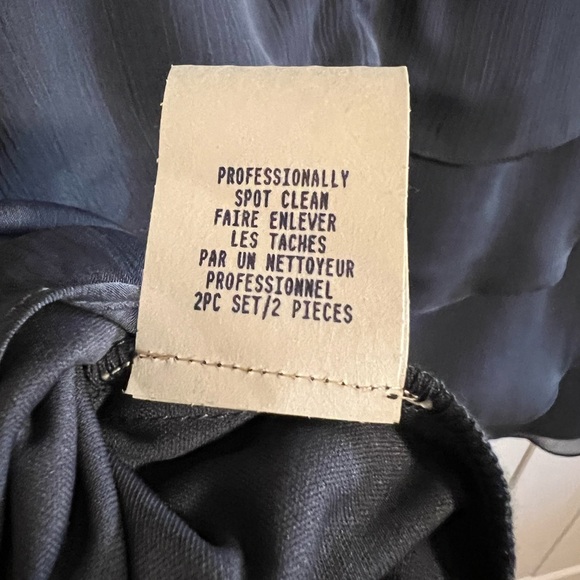 PROFESSIONALLY
SPOT CLEAN
FAIRE ENLEVER
LES TACHES
PAR UN NETTOYEUR
PROFESSIONNEL
2PC SET/2 PIECES